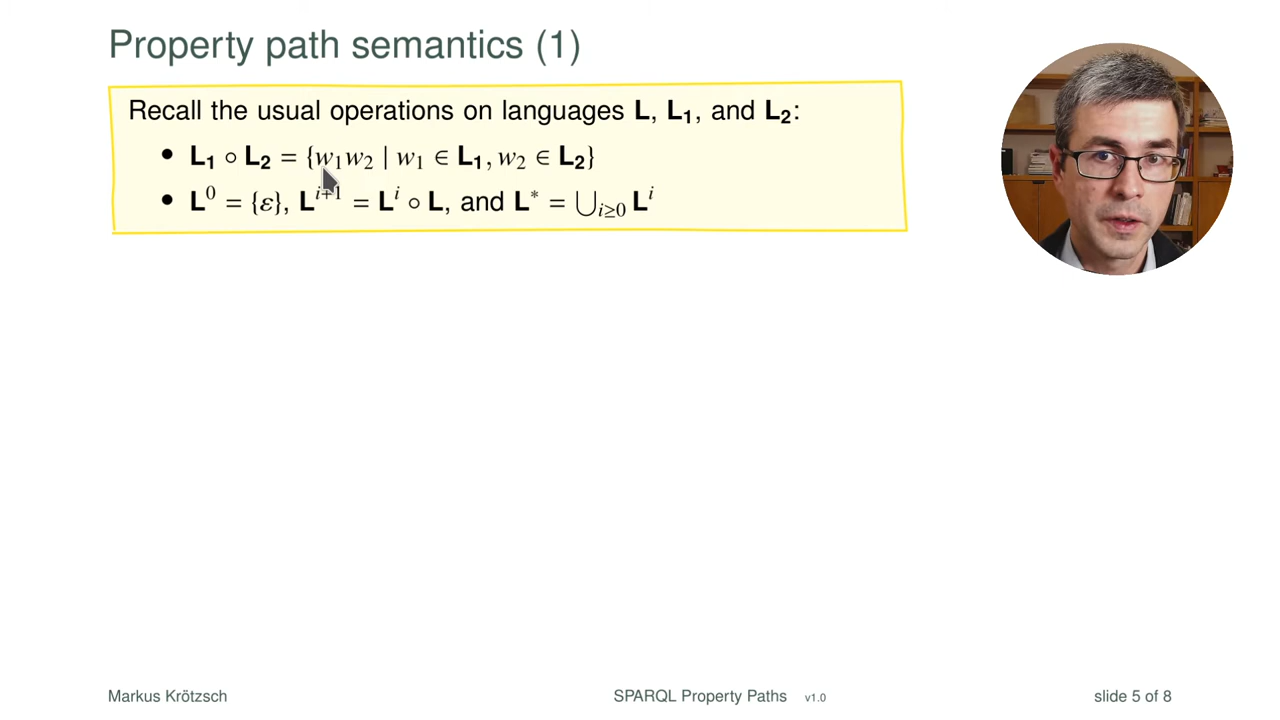 Property path semantics (1)
Recall the usual operations on languages L, L₁, and L₂:
• L₁ ∘ L₂ = {w₁w₂ | w₁ ∈ L₁, w₂ ∈ L₂}
• L⁰ = {ε}, Lⁱ⁺¹ = Lⁱ ∘ L, and L* = ⋃ᵢ≥₀ Lⁱ
Markus Krötzsch SPARQL Property Paths v1.0 slide 5 of 8